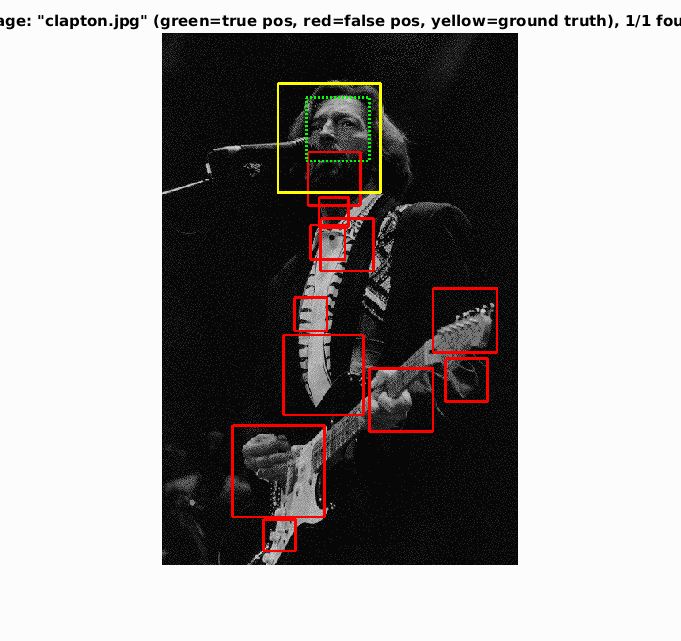 age: "clapton.jpg" (green=true pos, red=false pos, yellow=ground truth), 1/1 fou